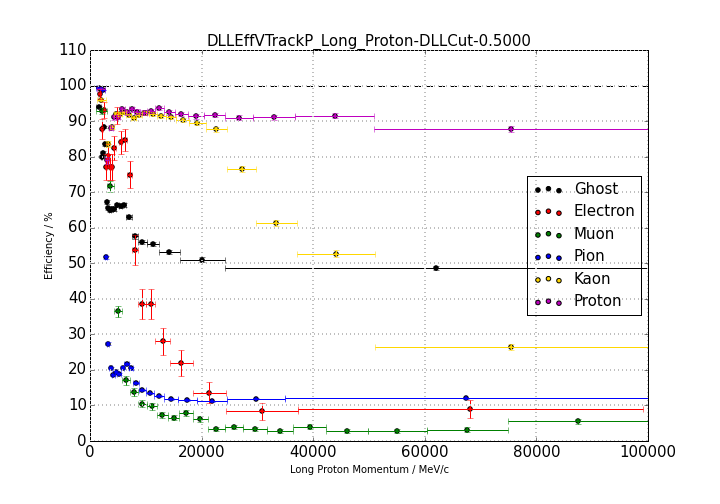 DLLEffVTrackP_Long_Proton-DLLCut-0.5000
110
100
90
80
70
60
50
40
30
20
10
0
Efficiency / %
Ghost
Electron
Muon
Pion
Kaon
Proton
0 20000 40000 60000 80000 100000
Long Proton Momentum / MeV/c